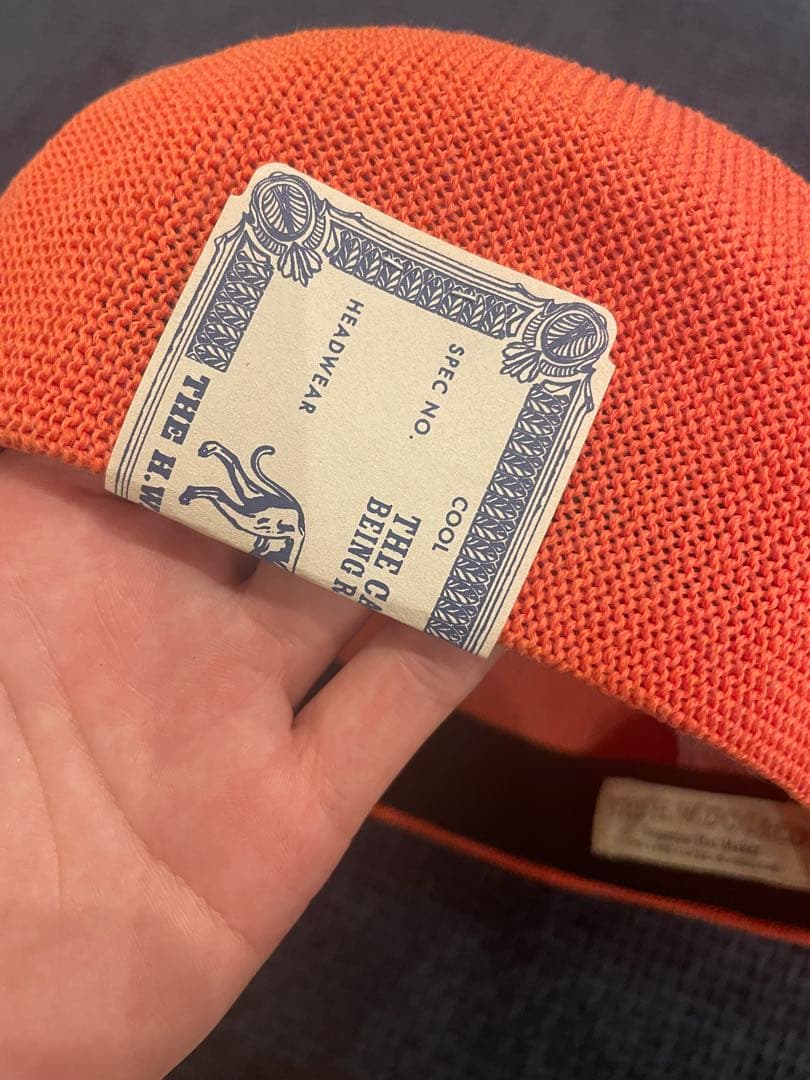 COOL
SPEC NO.
THE CA
BEING R
HEADWEAR
THE H.W